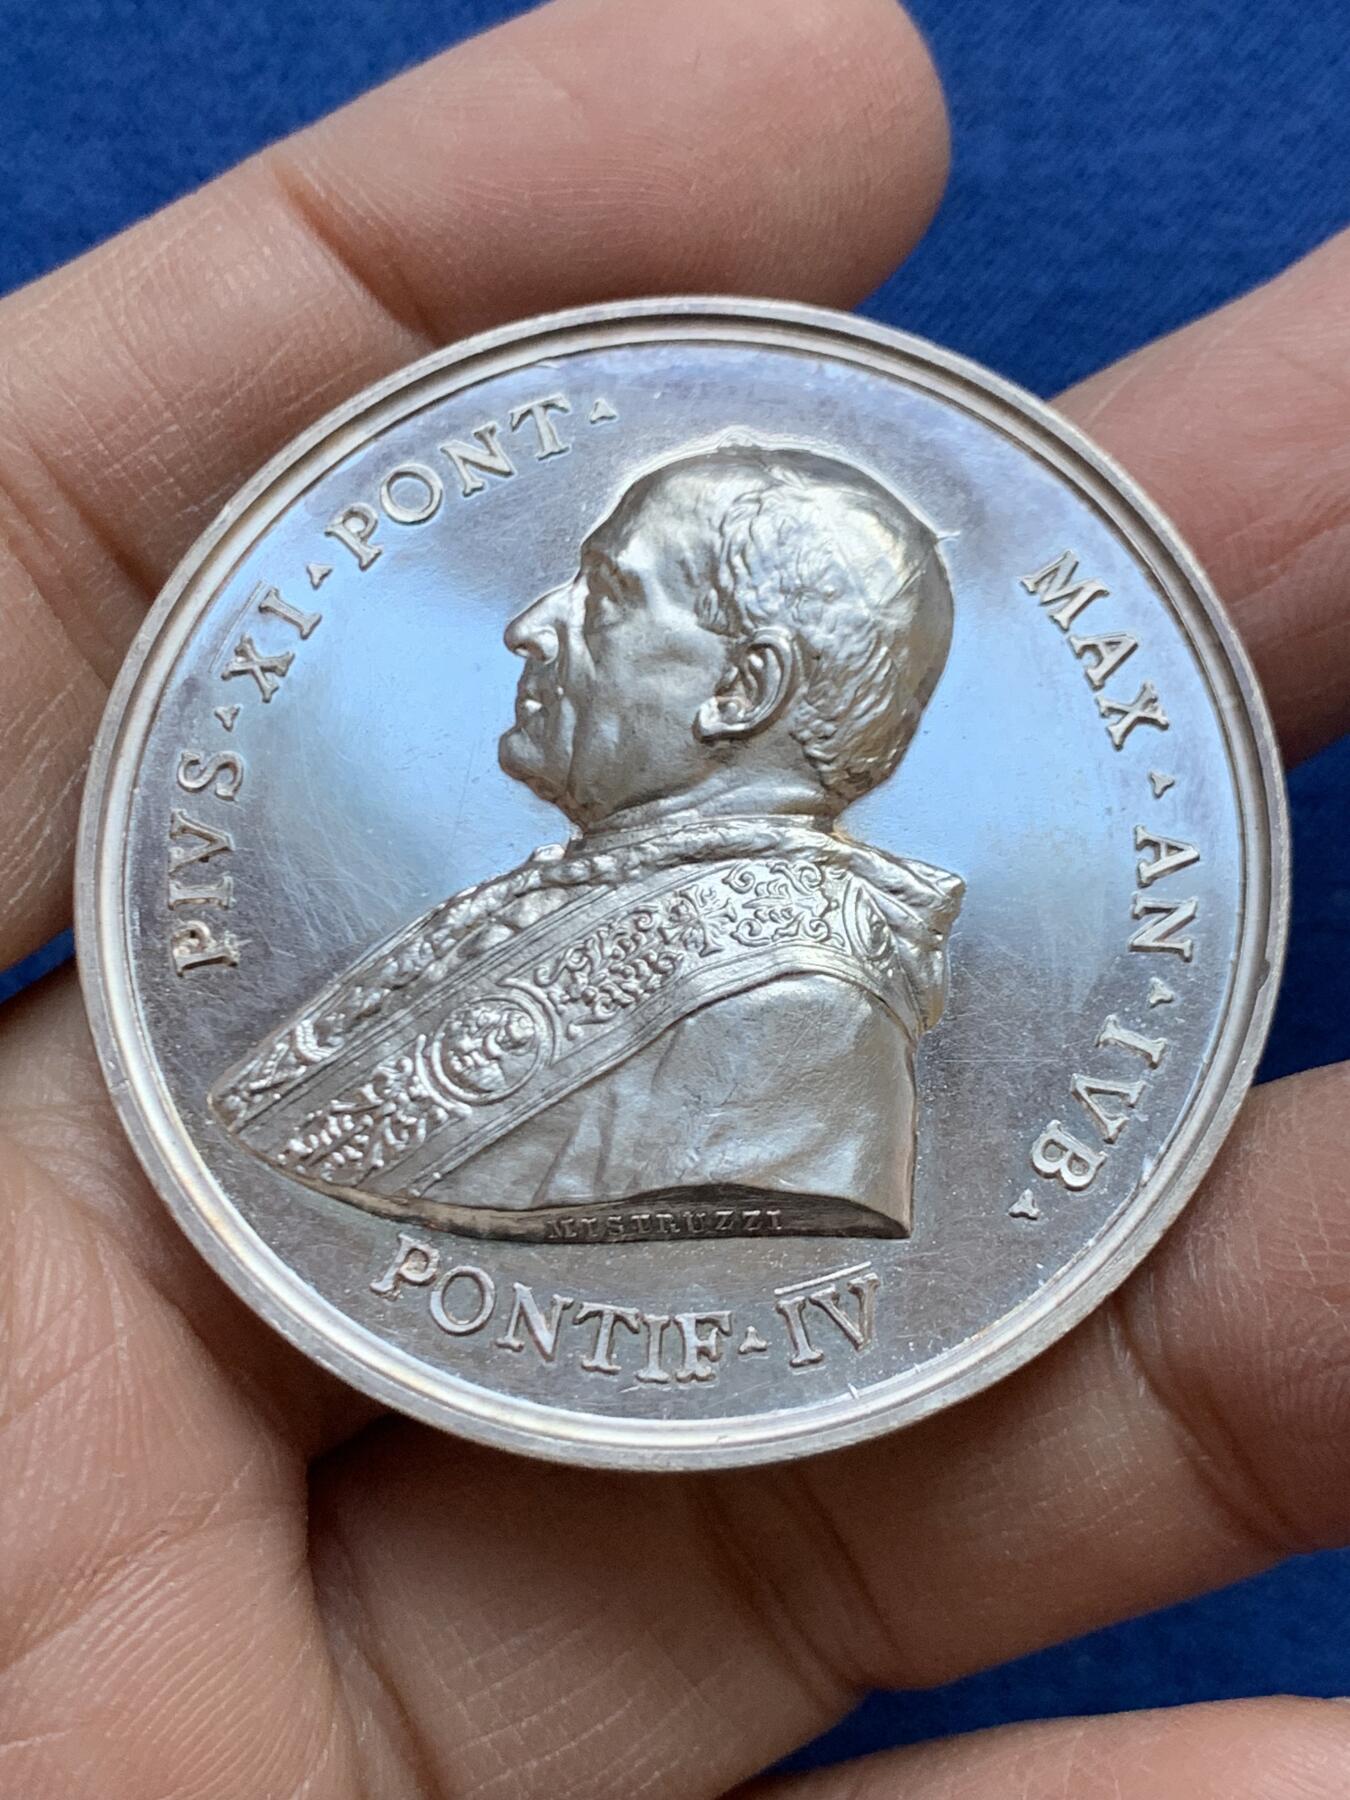 PIVS · XI · PONT · MAX · AN · IVB ·
MISTRUZZI
PONTIF · IV